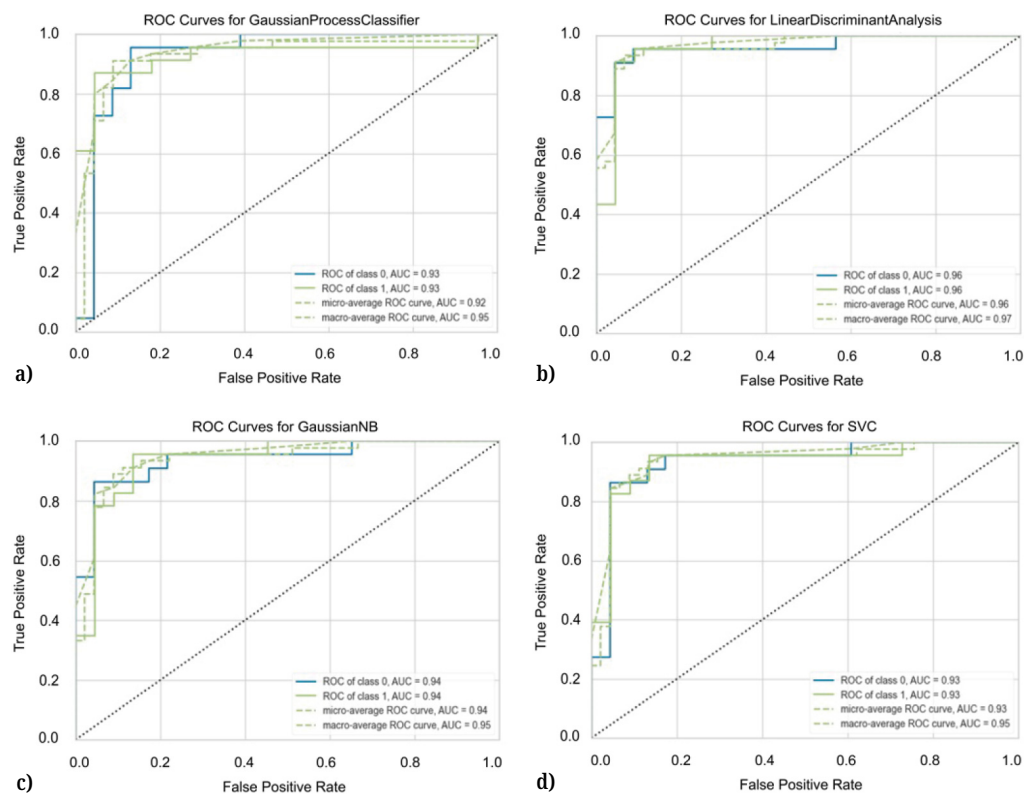 ROC Curves for GaussianProcessClassifier
True Positive Rate
1.0
0.8
0.6
0.4
0.2
0.0
ROC of class 0, AUC = 0.93
ROC of class 1, AUC = 0.93
micro-average ROC curve, AUC = 0.92
macro-average ROC curve, AUC = 0.95
0.0 0.2 0.4 0.6 0.8 1.0
False Positive Rate
a)
ROC Curves for LinearDiscriminantAnalysis
True Positive Rate
1.0
0.8
0.6
0.4
0.2
0.0
ROC of class 0, AUC = 0.96
ROC of class 1, AUC = 0.96
micro-average ROC curve, AUC = 0.96
macro-average ROC curve, AUC = 0.97
0.0 0.2 0.4 0.6 0.8 1.0
False Positive Rate
b)
ROC Curves for GaussianNB
True Positive Rate
1.0
0.8
0.6
0.4
0.2
0.0
ROC of class 0, AUC = 0.94
ROC of class 1, AUC = 0.94
micro-average ROC curve, AUC = 0.94
macro-average ROC curve, AUC = 0.95
0.0 0.2 0.4 0.6 0.8 1.0
False Positive Rate
c)
ROC Curves for SVC
True Positive Rate
1.0
0.8
0.6
0.4
0.2
0.0
ROC of class 0, AUC = 0.93
ROC of class 1, AUC = 0.93
micro-average ROC curve, AUC = 0.93
macro-average ROC curve, AUC = 0.95
0.0 0.2 0.4 0.6 0.8 1.0
False Positive Rate
d)